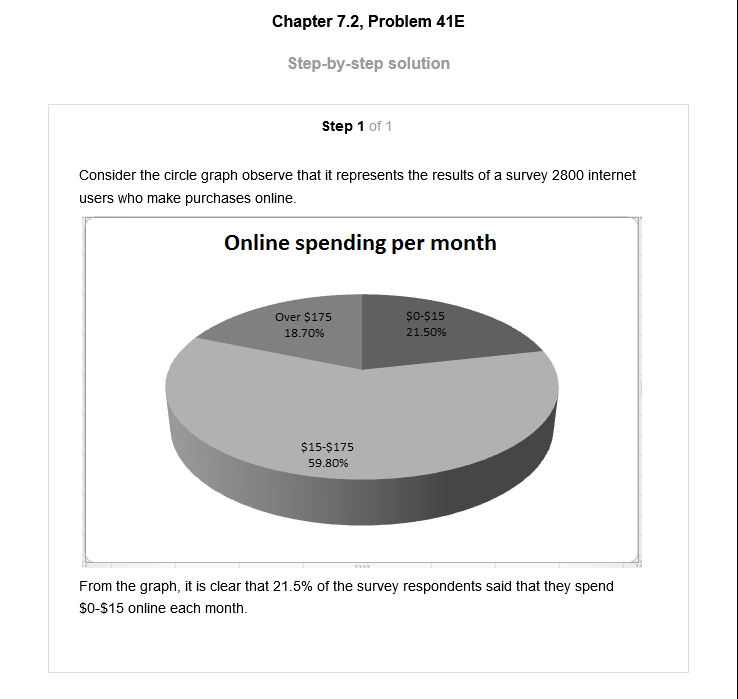 Chapter 7.2, Problem 41E
Step-by-step solution
Step 1 of 1
Consider the circle graph observe that it represents the results of a survey 2800 internet
users who make purchases online.
Online spending per month
Over $175
18.70%
$0-$15
21.50%
$15-$175
59.80%
From the graph, it is clear that 21.5% of the survey respondents said that they spend
$0-$15 online each month.